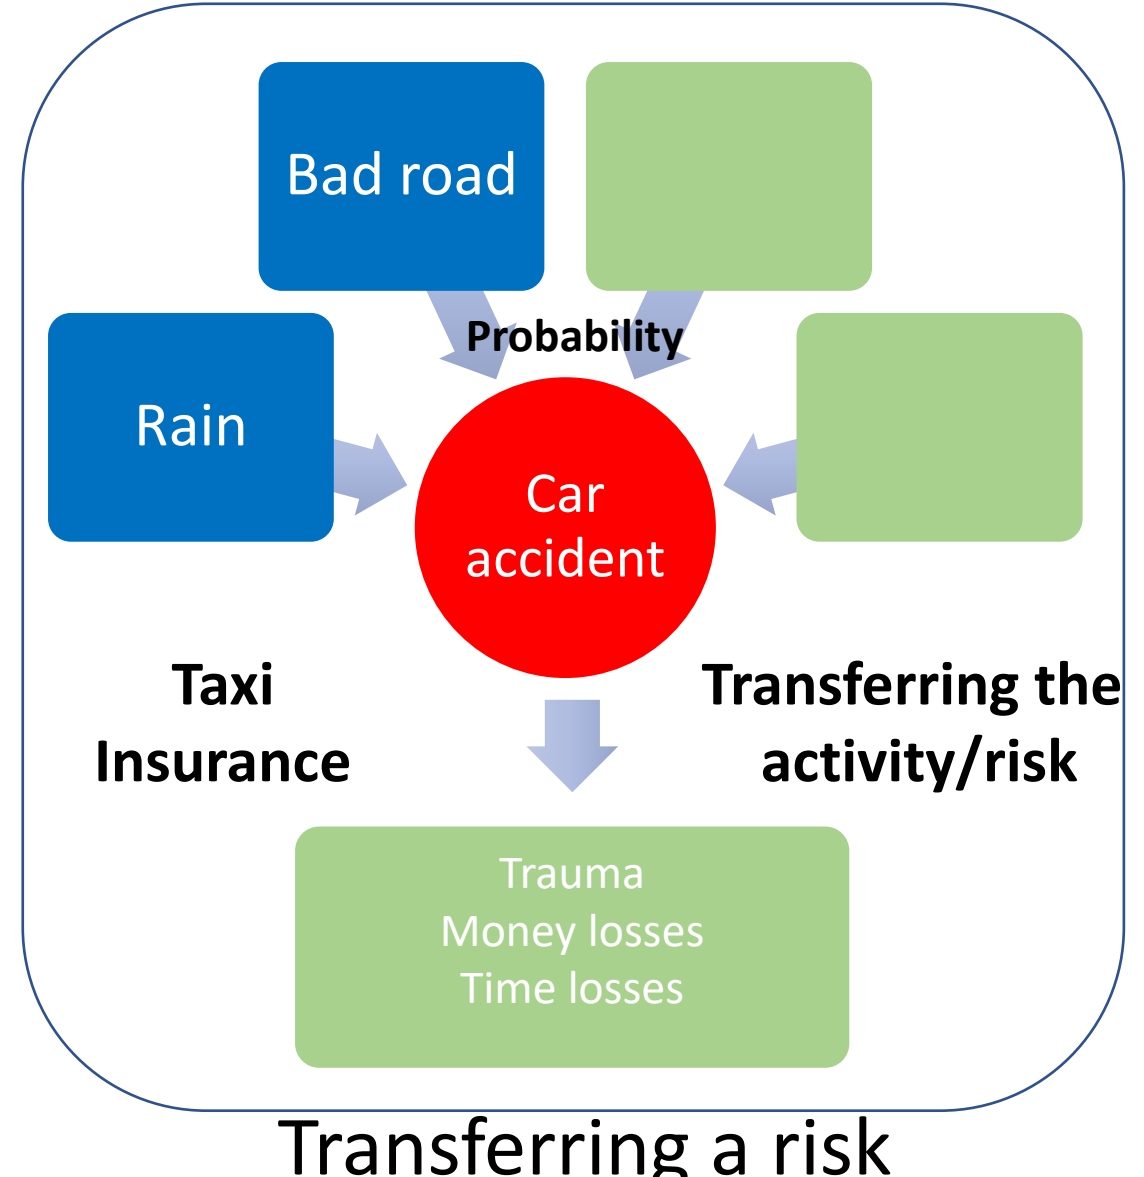 Bad road
Probability
Rain
Car
accident
Taxi
Insurance
Transferring the
activity/risk
Trauma
Money losses
Time losses
Transferring a risk